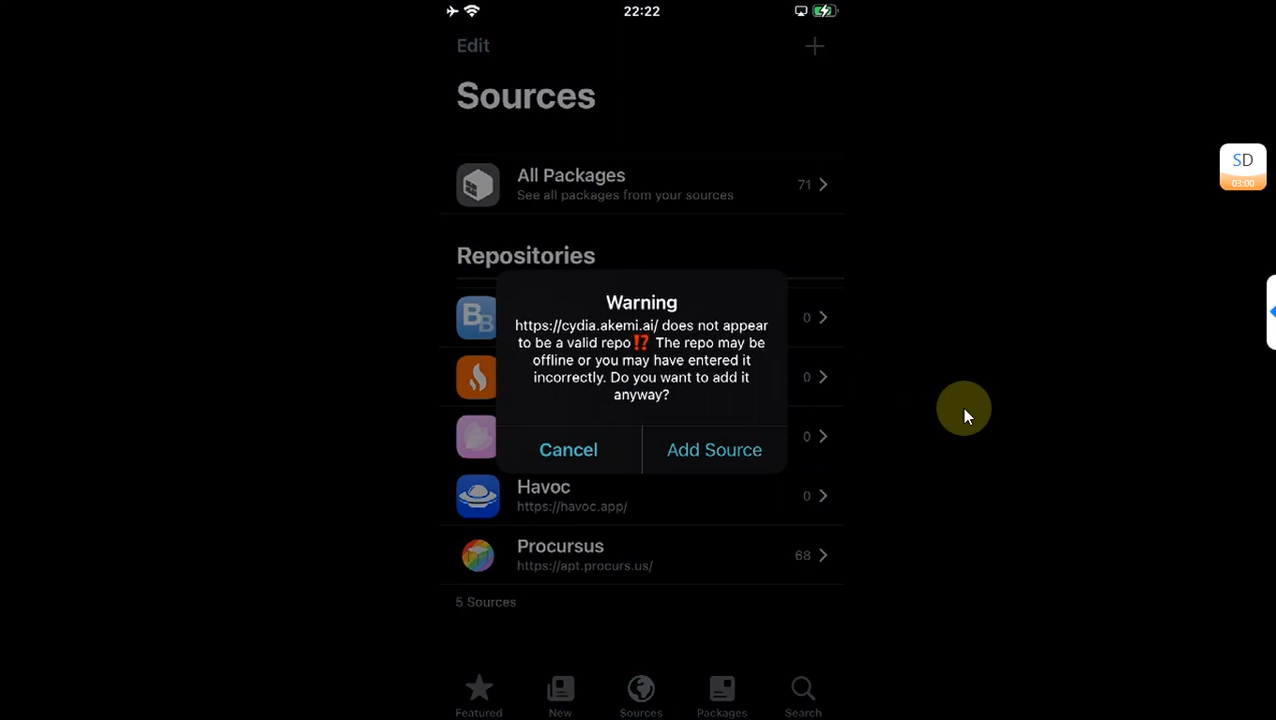 22:22
Edit
Sources
All Packages
See all packages from your sources
71
Repositories
BB
0
0
0
Warning
https://cydia.akemi.ai/ does not appear
to be a valid repo⁉️ The repo may be
offline or you may have entered it
incorrectly. Do you want to add it
anyway?
Cancel
Add Source
Havoc
https://havoc.app/
0
Procursus
https://apt.procurs.us/
68
5 Sources
Featured
New
Sources
Packages
Search
SD
03:00